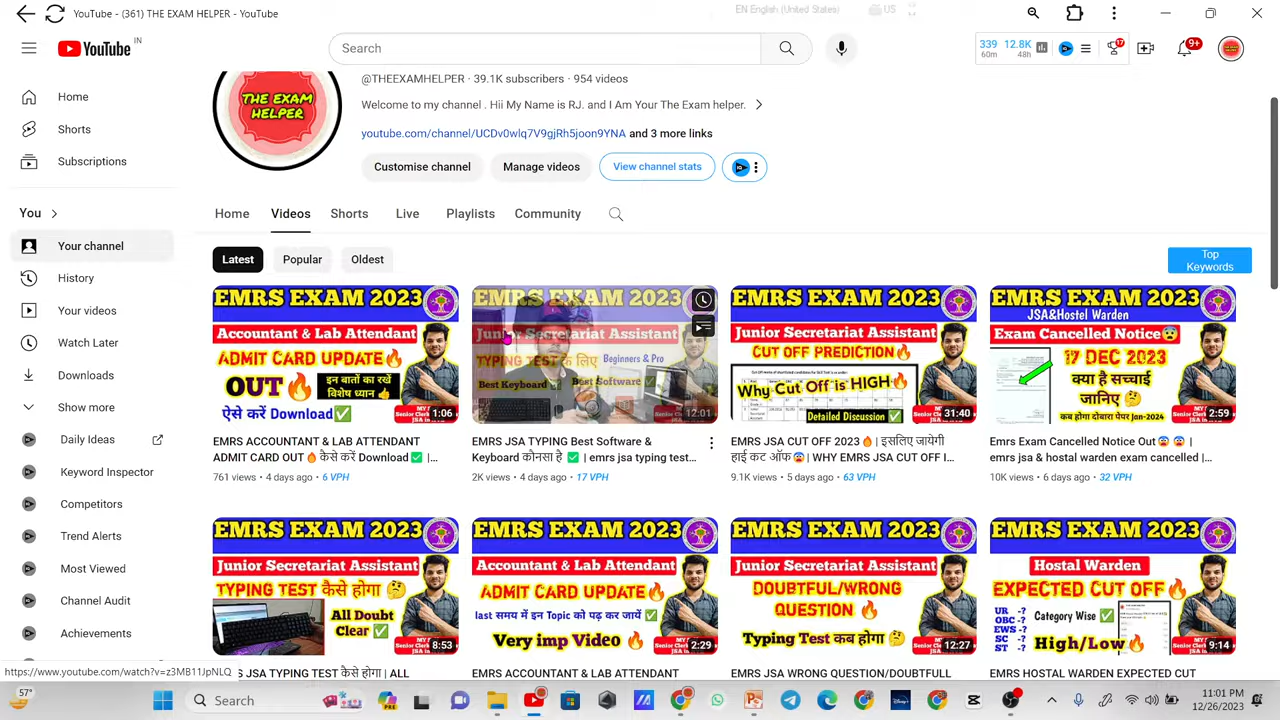 YouTube - (361) THE EXAM HELPER - YouTube
EN English (United States)
US
YouTube IN
Search
339 60m
12.8K 48h
17
9+
THE EXAM HELPER
@THEEXAMHELPER · 39.1K subscribers · 954 videos
Welcome to my channel . Hii My Name is RJ. and I Am Your The Exam helper.
youtube.com/channel/UCDv0wlq7V9gjRh5joon9YNA and 3 more links
Customise channel
Manage videos
View channel stats
Home
Shorts
Subscriptions
You
Your channel
History
Your videos
Watch Later
Downloads
Show more
Daily Ideas
Keyword Inspector
Competitors
Trend Alerts
Most Viewed
Channel Audit
Achievements
Home Videos Shorts Live Playlists Community
Latest Popular Oldest
Top Keywords
EMRS EXAM 2023
Accountant & Lab Attendant
ADMIT CARD UPDATE🔥
OUT🔥
इन बातों का रखें
विशेष ध्यान
ऐसे करें Download✅
1:06
EMRS ACCOUNTANT & LAB ATTENDANT
ADMIT CARD OUT🔥कैसे करें Download✅ |...
761 views · 4 days ago · 6 VPH
EMRS EXAM 2023
Junior Secretariat Assistant
TYPING TEST के लिए
Beginners & Pro
Best Keyboard
Best Software
12:01
EMRS JSA TYPING Best Software &
Keyboard कौनसा है ✅ | emrs jsa typing test...
2K views · 4 days ago · 17 VPH
EMRS EXAM 2023
Junior Secretariat Assistant
CUT OFF PREDICTION🔥
Why Cut Off is HIGH🔥
Detailed Discussion✅
31:40
EMRS JSA CUT OFF 2023🔥| इसलिए जायेगी
हाई कट ऑफ😱| WHY EMRS JSA CUT OFF I...
9.1K views · 5 days ago · 63 VPH
EMRS EXAM 2023
JSA&Hostel Warden
Exam Cancelled Notice😨
17 DEC 2023
क्या है सच्चाई
जानिए🤔
कब होगा दोबारा पेपर Jan-2024
2:59
Emrs Exam Cancelled Notice Out😱 😱 |
emrs jsa & hostal warden exam cancelled |...
10K views · 6 days ago · 32 VPH
EMRS EXAM 2023
Junior Secretariat Assistant
TYPING TEST कैसे होगा🤔
All Doubt
Clear✅
8:53
JSA TYPING TEST कैसे होगा | ALL
EMRS EXAM 2023
Accountant & Lab Attendant
ADMIT CARD UPDATE🔥
last समय में इन Topic को पढ़ कर जायें✅
Very imp Video🔥
2:29
EMRS ACCOUNTANT & LAB ATTENDANT
EMRS EXAM 2023
Junior Secretariat Assistant
DOUBTFUL/WRONG
QUESTION🔥
Typing Test कब होगा🤔
12:27
EMRS JSA WRONG QUESTION/DOUBTFULL
EMRS EXAM 2023
Hostal Warden
EXPECTED CUT OFF🔥
UR -?
OBC -?
EWS -?
SC -?
ST -?
Category Wise✅
High/Low🔥
9:14
EMRS HOSTAL WARDEN EXPECTED CUT
https://www.youtube.com/watch?v=z3MB11JpNLQ
57°
Search
11:01 PM
12/26/2023